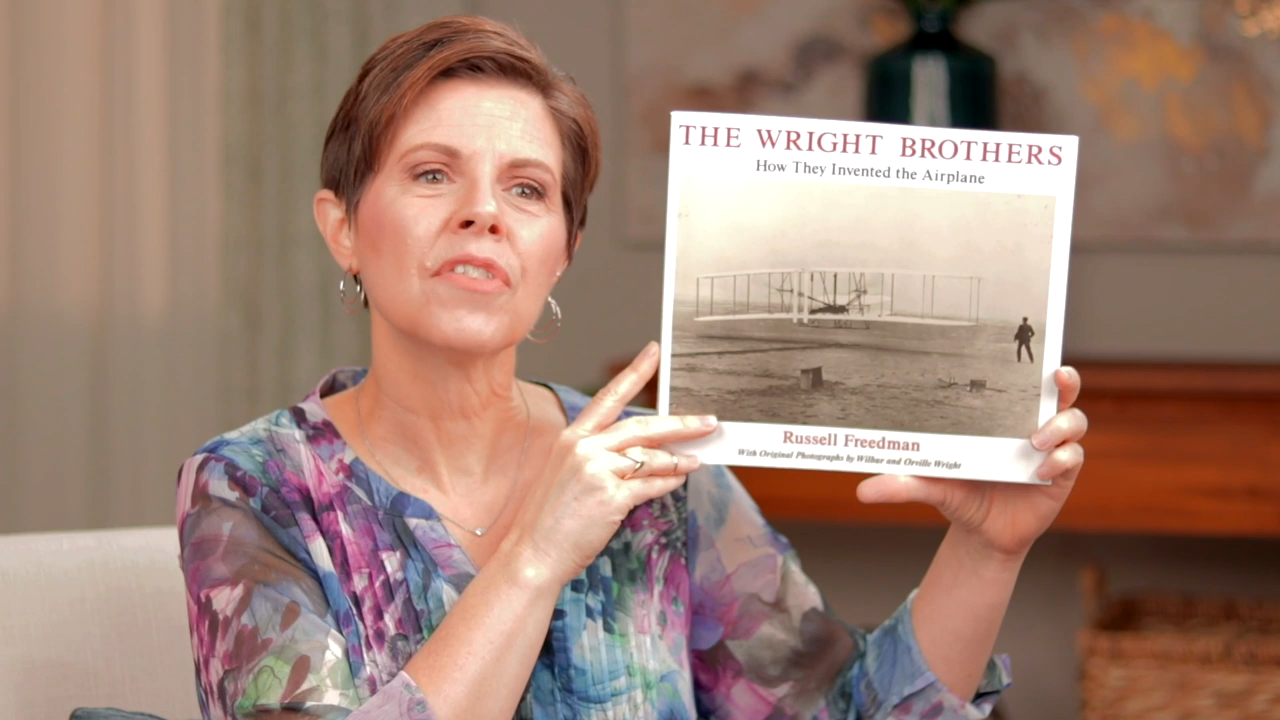 THE WRIGHT BROTHERS
How They Invented the Airplane
Russell Freedman
With Original Photographs by Wilbur and Orville Wright